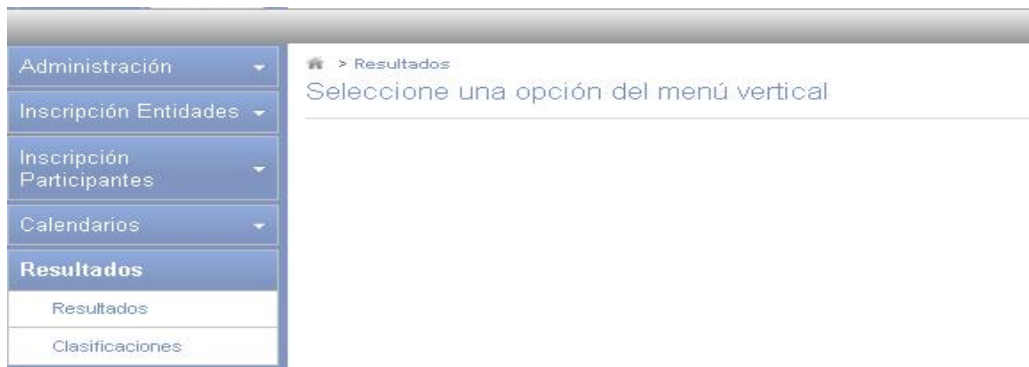 Administración
Inscripción Entidades
Inscripción
Participantes
Calendarios
Resultados
Resultados
Clasificaciones
> Resultados
Seleccione una opción del menú vertical